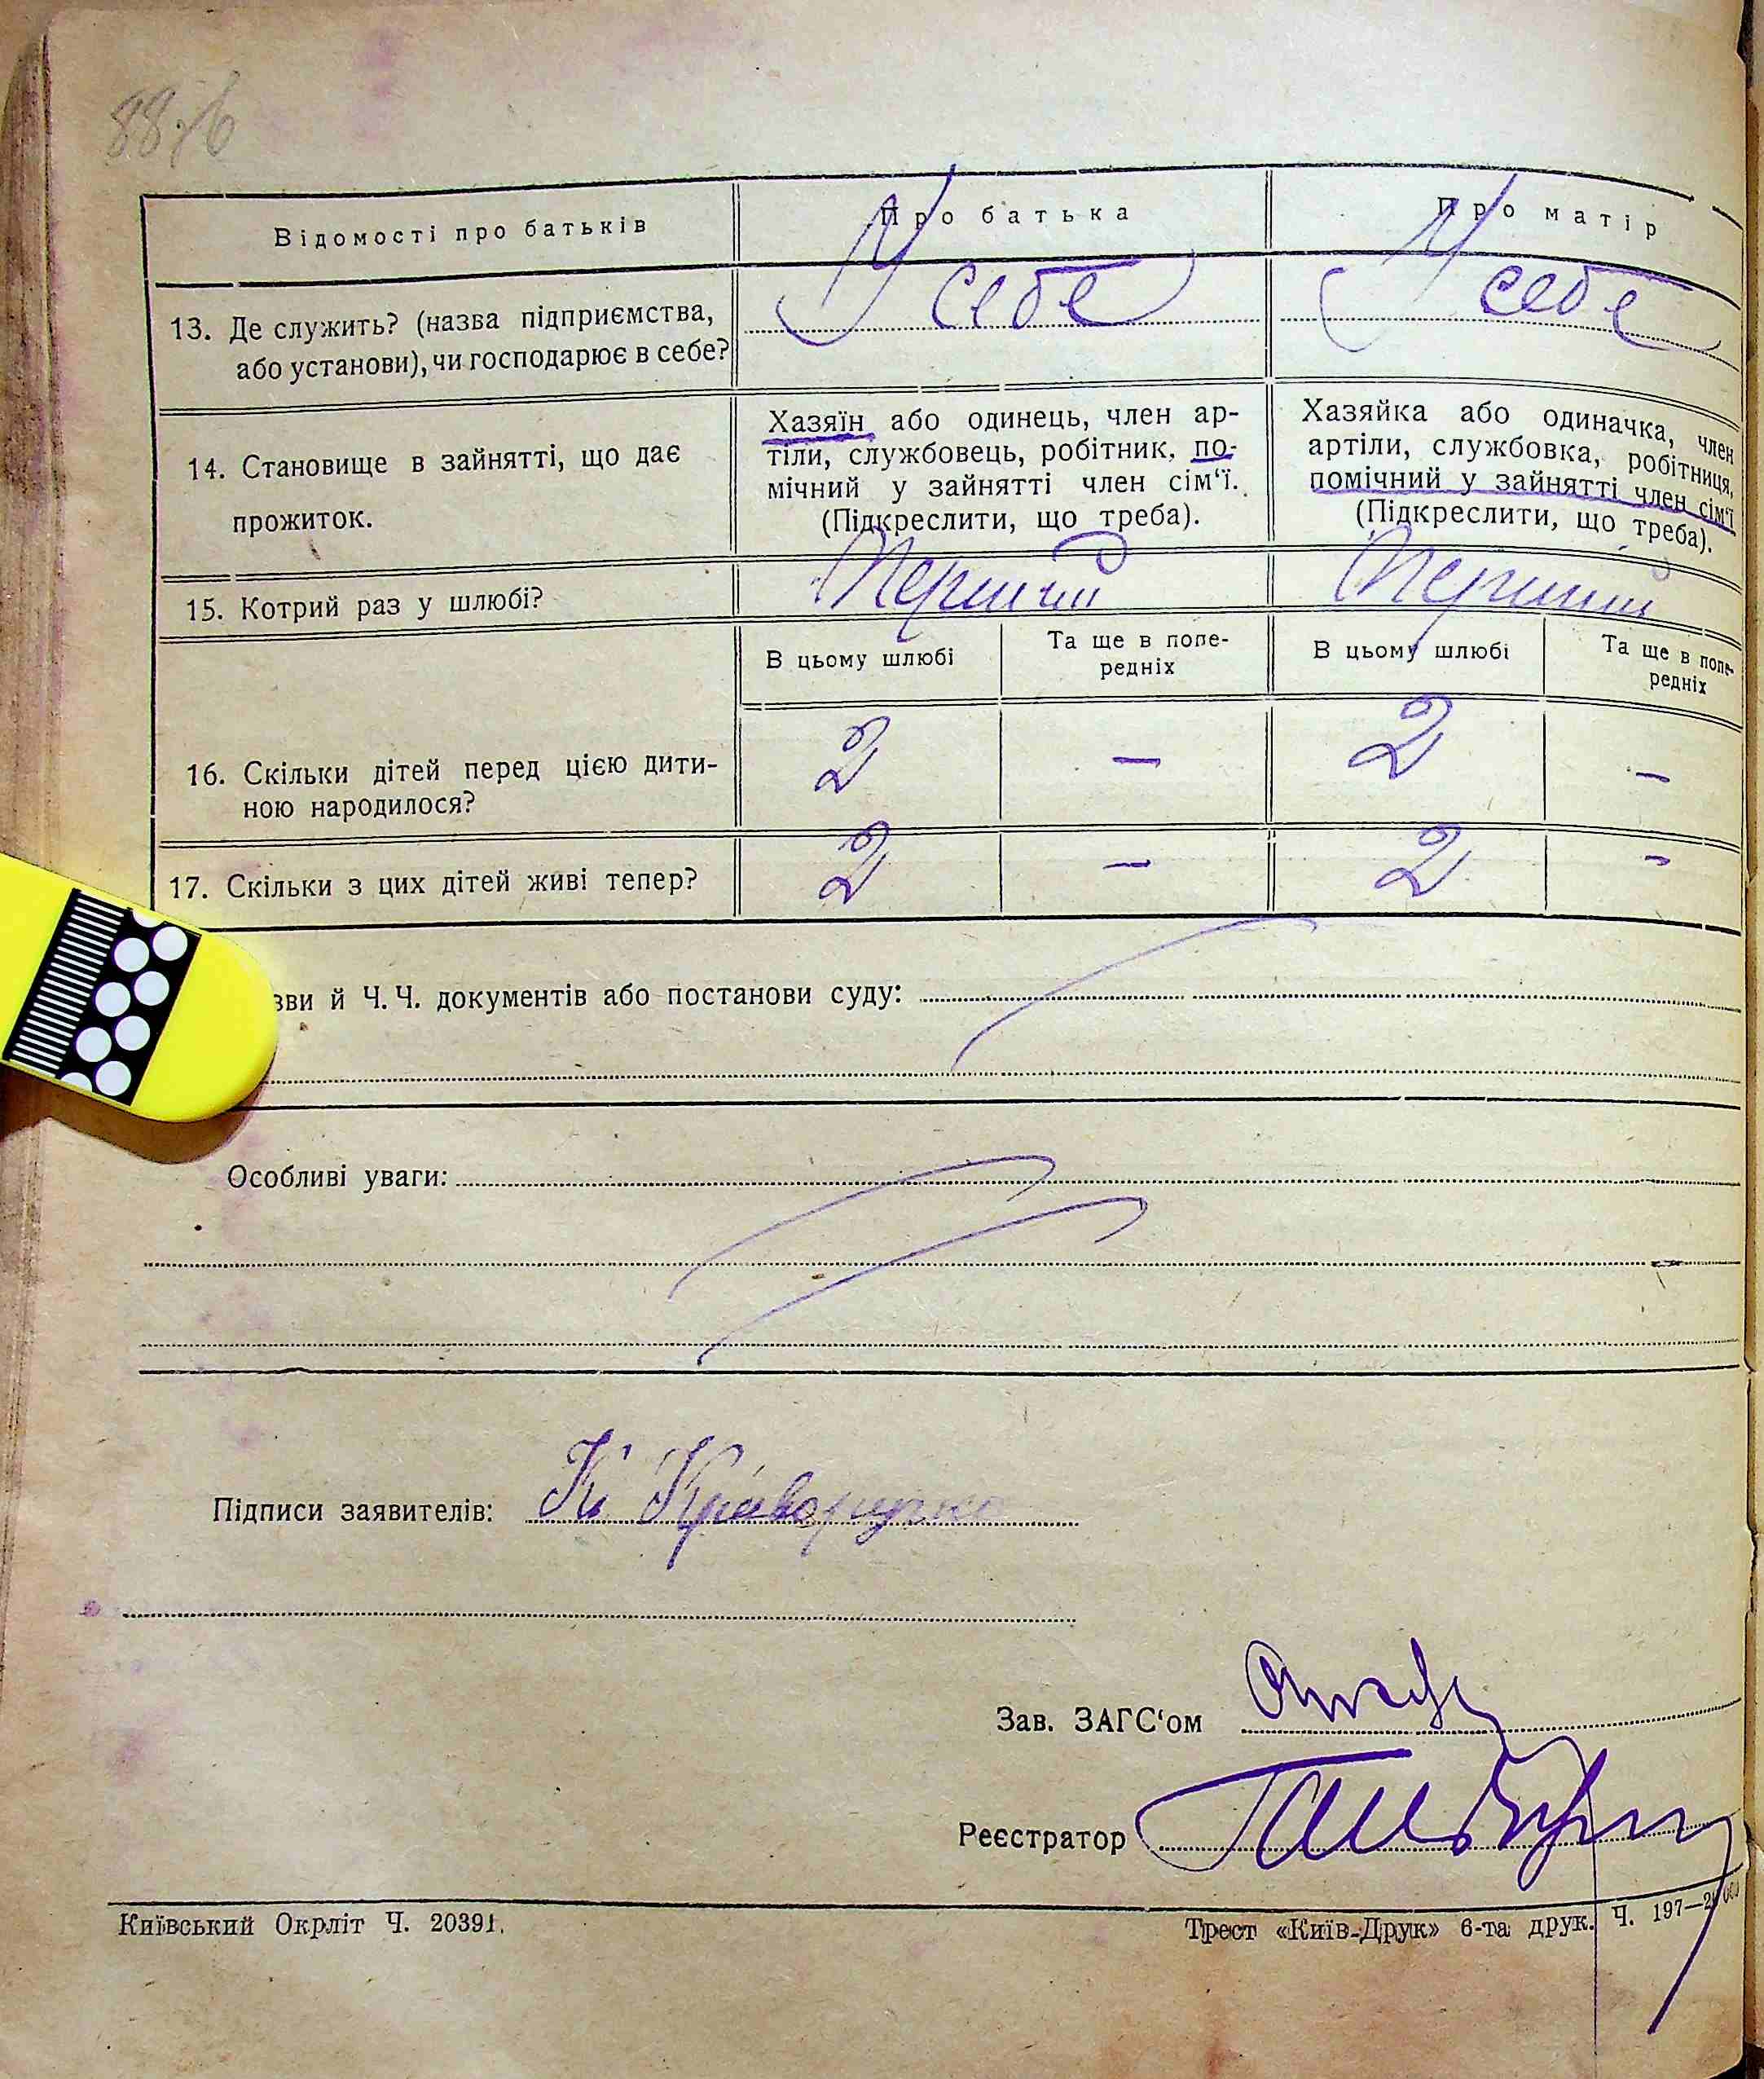 Відомості про батьків
Про батька
Про матір
13. Де служить? (назва підприємства,
або установи), чи господарює в себе?
У себе
У себе
14. Становище в зайнятті, що дає
прожиток.
Хазяїн або одинець, член ар-
тіли, службовець, робітник, по-
мічний у зайнятті член сім‘ї.
(Підкреслити, що треба).
Хазяйка або одиначка, член
артіли, службовка, робітниця,
помічний у зайнятті член сім‘ї
(Підкреслити, що треба).
15. Котрий раз у шлюбі?
Перший
Перший
В цьому шлюбі
Та ще в попе-
редніх
В цьому шлюбі
Та ще в попе-
редніх
16. Скільки дітей перед цією дити-
ною народилося?
2 — 2 —
17. Скільки з цих дітей живі тепер?
2 — 2 -
зви й Ч. Ч. документів або постанови суду:
Особливі уваги:
Підписи заявителів:
Зав. ЗАГС‘ом
Реєстратор
Київський Окрліт Ч. 20391.
Трест «Київ-Друк» 6-та друк. Ч. 197—